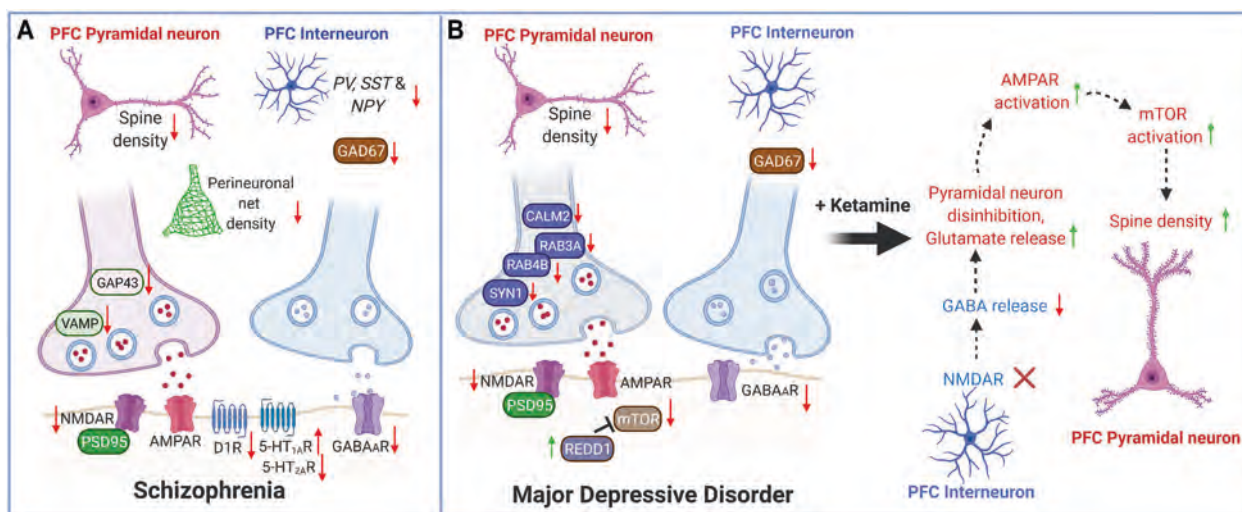 A
PFC Pyramidal neuron
PFC Interneuron
PV, SST &
NPY
Spine
density
GAD67
Perineuronal
net
density
GAP43
VAMP
NMDAR
PSD95
AMPAR
D1R
5-HT1AR
5-HT2AR
GABAAR
Schizophrenia
B
PFC Pyramidal neuron
PFC Interneuron
Spine
density
GAD67
CALM2
RAB3A
RAB4B
SYN1
NMDAR
PSD95
AMPAR
GABAAR
mTOR
REDD1
Major Depressive Disorder
+ Ketamine
AMPAR
activation
mTOR
activation
Pyramidal neuron
disinhibition,
Glutamate release
Spine density
GABA release
NMDAR
PFC Interneuron
PFC Pyramidal neuron